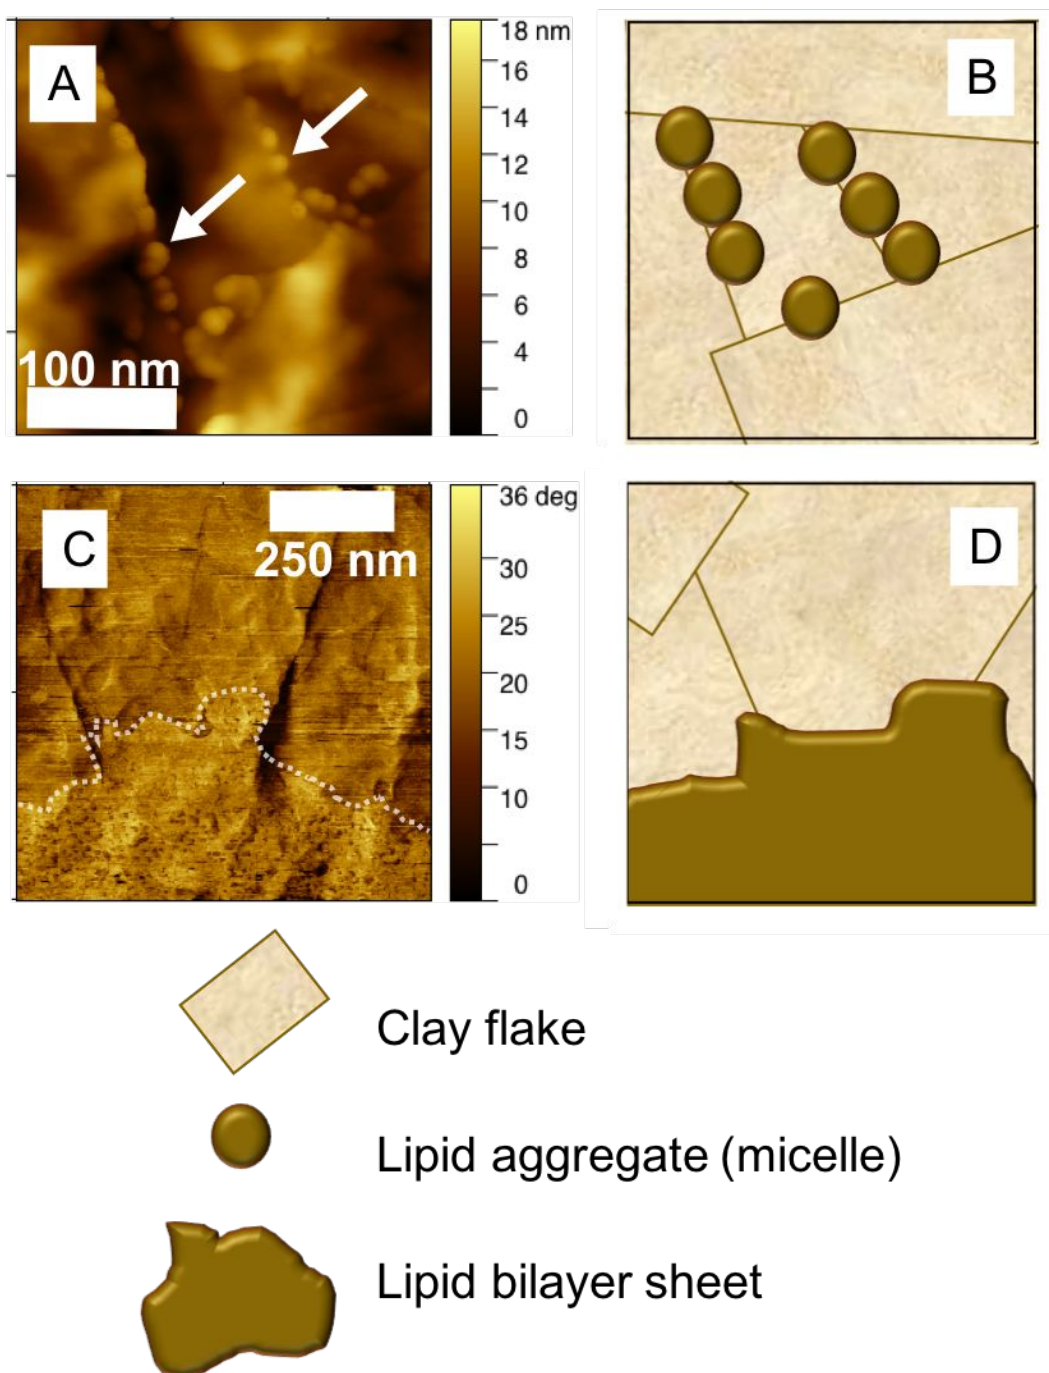 A
18 nm
16
14
12
10
8
6
4
0
100 nm
B
C
250 nm
36 deg
30
25
20
15
10
0
D
Clay flake
Lipid aggregate (micelle)
Lipid bilayer sheet